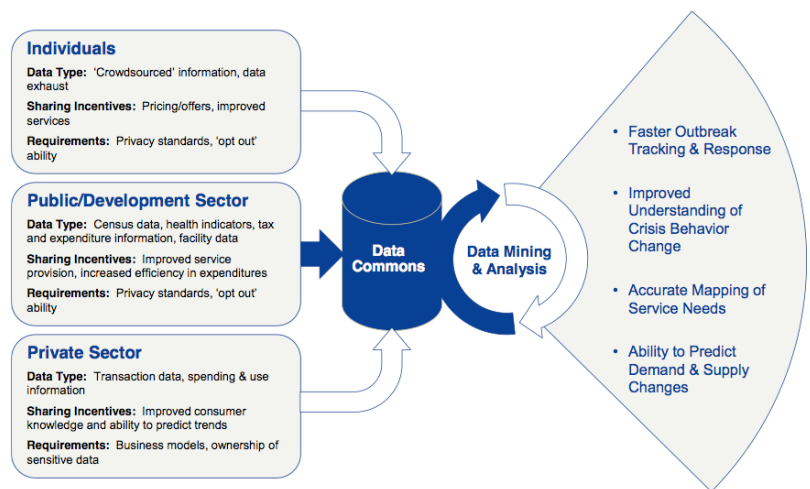 Individuals
Data Type: ‘Crowdsourced’ information, data
exhaust
Sharing Incentives: Pricing/offers, improved
services
Requirements: Privacy standards, ‘opt out’
ability
Public/Development Sector
Data Type: Census data, health indicators, tax
and expenditure information, facility data
Sharing Incentives: Improved service
provision, increased efficiency in expenditures
Requirements: Privacy standards, ‘opt out’
ability
Private Sector
Data Type: Transaction data, spending & use
information
Sharing Incentives: Improved consumer
knowledge and ability to predict trends
Requirements: Business models, ownership of
sensitive data
Data
Commons
Data Mining
& Analysis
• Faster Outbreak
Tracking & Response
• Improved
Understanding of
Crisis Behavior
Change
• Accurate Mapping of
Service Needs
• Ability to Predict
Demand & Supply
Changes